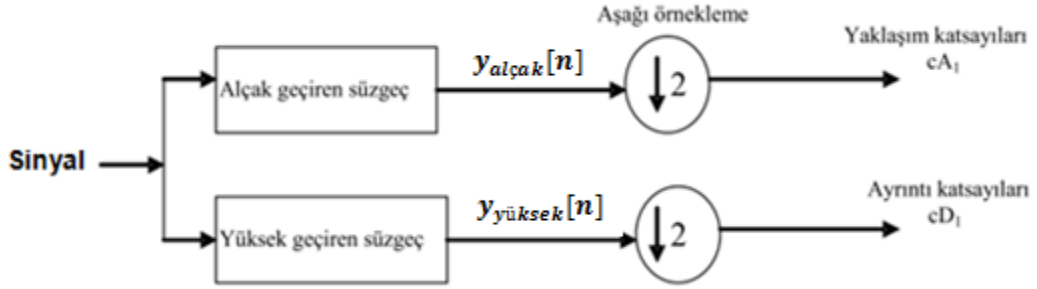 Aşağı örnekleme
Yaklaşım katsayıları
cA₁
y_alçak[n]
Alçak geçiren süzgeç
↓2
Sinyal
Ayrıntı katsayıları
cD₁
y_yüksek[n]
Yüksek geçiren süzgeç
↓2